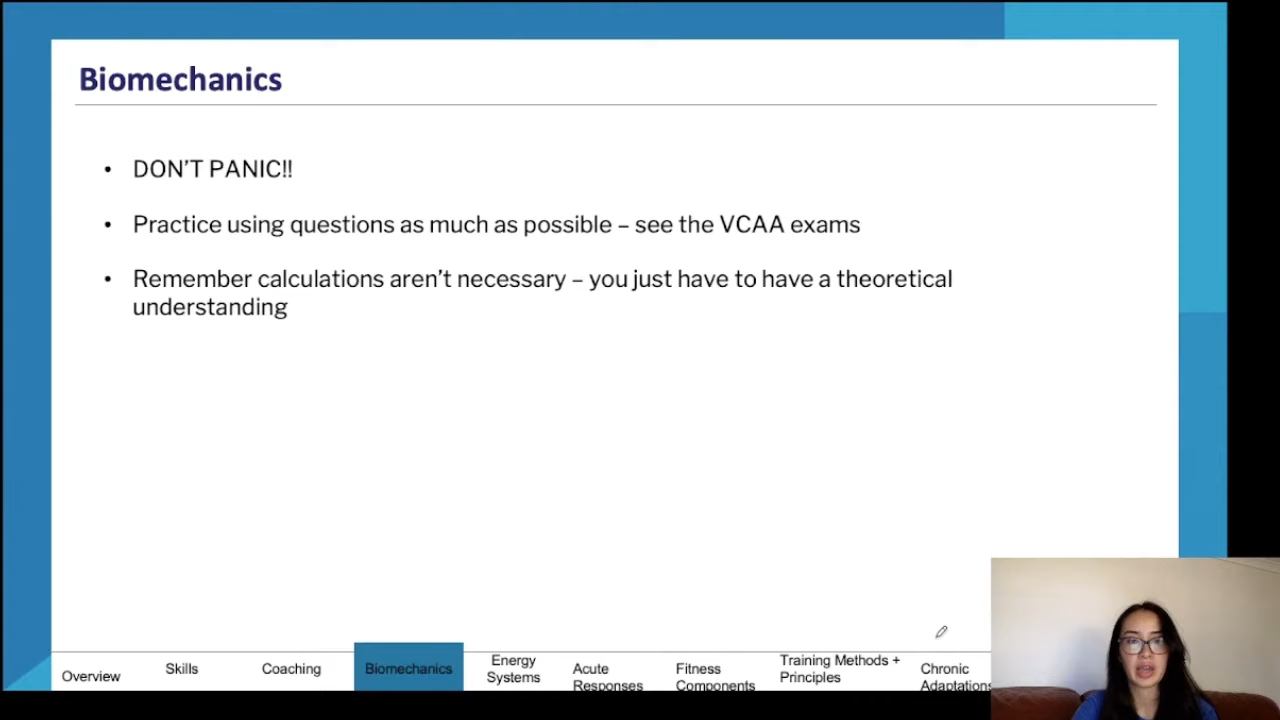 Biomechanics
• DON’T PANIC!!
• Practice using questions as much as possible – see the VCAA exams
• Remember calculations aren’t necessary – you just have to have a theoretical
understanding
Overview
Skills
Coaching
Biomechanics
Energy
Systems
Acute
Responses
Fitness
Components
Training Methods +
Principles
Chronic
Adaptations